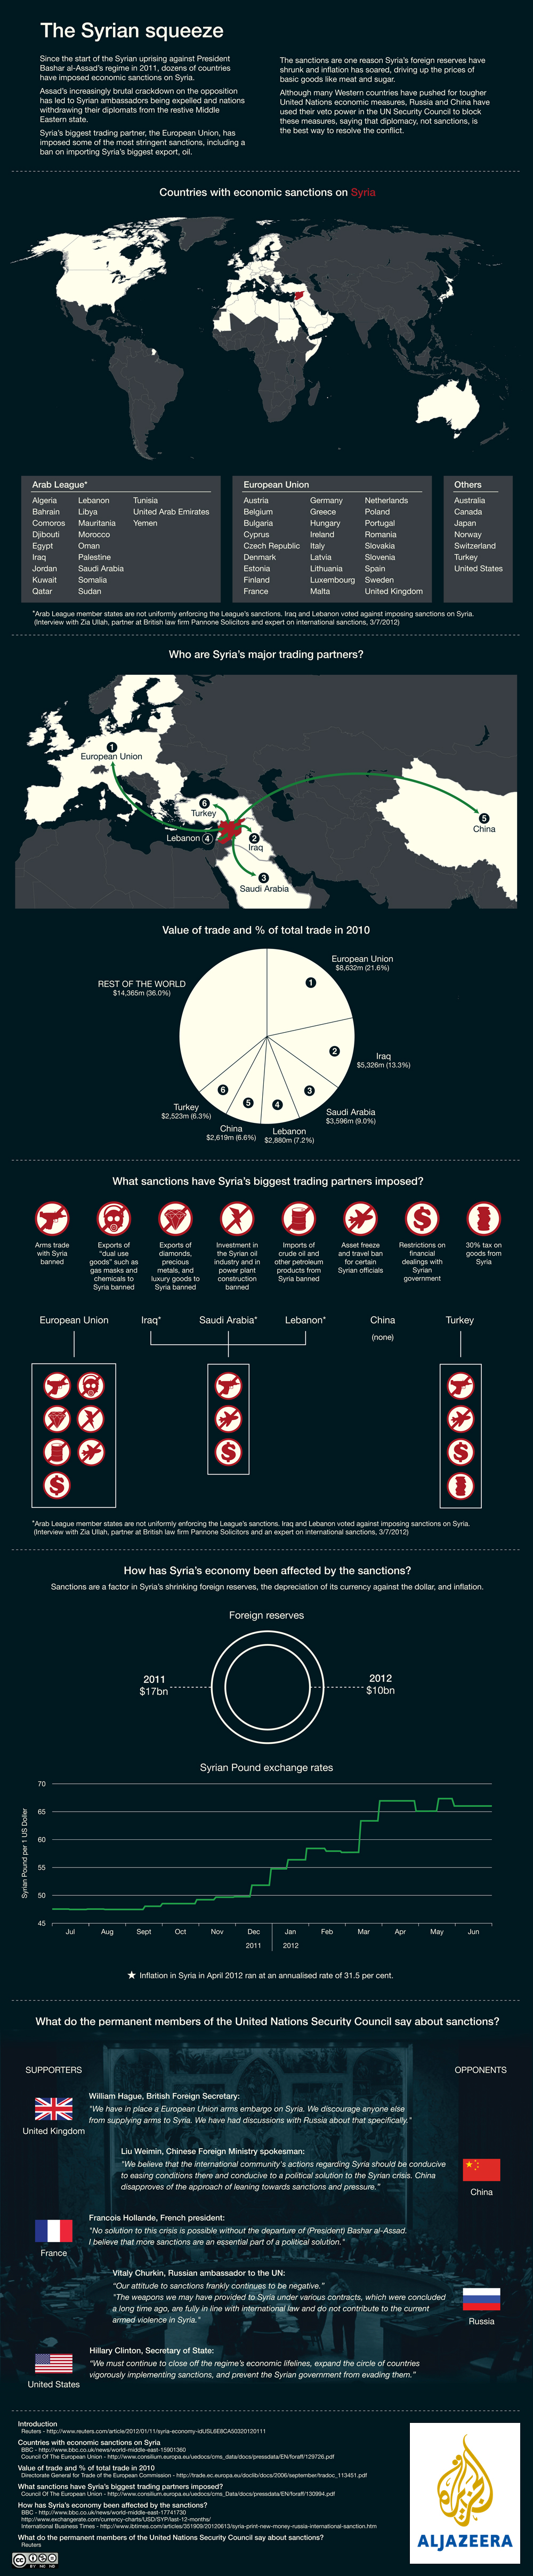 The Syrian squeeze
Since the start of the Syrian uprising against President
Bashar al-Assad's regime in 2011, dozens of countries
have imposed economic sanctions on Syria.
Assad's increasingly brutal crackdown on the opposition
has led to Syrian ambassadors being expelled and nations
withdrawing their diplomats from the restive Middle
Eastern state.
Syria's biggest trading partner, the European Union, has
imposed some of the most stringent sanctions, including a
ban on importing Syria's biggest export, oil.
The sanctions are one reason Syria's foreign reserves have
shrunk and inflation has soared, driving up the prices of
basic goods like meat and sugar.
Although many Western countries have pushed for tougher
United Nations economic measures, Russia and China have
used their veto power in the UN Security Council to block
these measures, saying that diplomacy, not sanctions, is
the best way to resolve the conflict.
Countries with economic sanctions on Syria
Arab League*
Algeria
Bahrain
Comoros
Djibouti
Egypt
Iraq
Jordan
Kuwait
Qatar
Lebanon
Libya
Mauritania
Morocco
Oman
Palestine
Saudi Arabia
Somalia
Sudan
Tunisia
United Arab Emirates
Yemen
European Union
Austria
Belgium
Bulgaria
Cyprus
Czech Republic
Denmark
Estonia
Finland
France
Germany
Greece
Hungary
Ireland
Italy
Latvia
Lithuania
Luxembourg
Malta
Netherlands
Poland
Portugal
Romania
Slovakia
Slovenia
Spain
Sweden
United Kingdom
Others
Australia
Canada
Japan
Norway
Switzerland
Turkey
United States
*Arab League member states are not uniformly enforcing the League's sanctions. Iraq and Lebanon voted against imposing sanctions on Syria.
(Interview with Zia Ullah, partner at British law firm Pannone Solicitors and expert on international sanctions, 3/7/2012)
Who are Syria's major trading partners?
1
European Union
6
Turkey
Lebanon 4
2
Iraq
3
Saudi Arabia
5
China
Value of trade and % of total trade in 2010
European Union
$8,632m (21.6%)
REST OF THE WORLD
$14,365m (36.0%)
1
2
Iraq
$5,326m (13.3%)
3
4
5
6
Saudi Arabia
$3,596m (9.0%)
Turkey
$2,523m (6.3%)
China
$2,619m (6.6%)
Lebanon
$2,880m (7.2%)
What sanctions have Syria's biggest trading partners imposed?
Arms trade
with Syria
banned
Exports of
"dual use
goods" such as
gas masks and
chemicals to
Syria banned
Exports of
diamonds,
precious
metals, and
luxury goods to
Syria banned
Investment in
the Syrian oil
industry and in
power plant
construction
banned
Imports of
crude oil and
other petroleum
products from
Syria banned
Asset freeze
and travel ban
for certain
Syrian officials
Restrictions on
financial
dealings with
Syrian
government
30% tax on
goods from
Syria
European Union
Iraq*
Saudi Arabia*
Lebanon*
China
(none)
Turkey
*Arab League member states are not uniformly enforcing the League's sanctions. Iraq and Lebanon voted against imposing sanctions on Syria.
(Interview with Zia Ullah, partner at British law firm Pannone Solicitors and an expert on international sanctions, 3/7/2012)
How has Syria's economy been affected by the sanctions?
Sanctions are a factor in Syria's shrinking foreign reserves, the depreciation of its currency against the dollar, and inflation.
Foreign reserves
2011
$17bn
2012
$10bn
Syrian Pound exchange rates
Syrian Pound per 1 US Doller
70
65
60
55
50
45
Jul Aug Sept Oct Nov Dec Jan Feb Mar Apr May Jun
2011 2012
★ Inflation in Syria in April 2012 ran at an annualised rate of 31.5 per cent.
What do the permanent members of the United Nations Security Council say about sanctions?
SUPPORTERS
OPPONENTS
United Kingdom
William Hague, British Foreign Secretary:
"We have in place a European Union arms embargo on Syria. We discourage anyone else
from supplying arms to Syria. We have had discussions with Russia about that specifically."
Liu Weimin, Chinese Foreign Ministry spokesman:
"We believe that the international community's actions regarding Syria should be conducive
to easing conditions there and conducive to a political solution to the Syrian crisis. China
disapproves of the approach of leaning towards sanctions and pressure."
China
Francois Hollande, French president:
"No solution to this crisis is possible without the departure of (President) Bashar al-Assad.
I believe that more sanctions are an essential part of a political solution."
France
Vitaly Churkin, Russian ambassador to the UN:
"Our attitude to sanctions frankly continues to be negative."
"The weapons we may have provided to Syria under various contracts, which were concluded
a long time ago, are fully in line with international law and do not contribute to the current
armed violence in Syria."
Russia
Hillary Clinton, Secretary of State:
"We must continue to close off the regime's economic lifelines, expand the circle of countries
vigorously implementing sanctions, and prevent the Syrian government from evading them."
United States
Introduction
Reuters - http://www.reuters.com/article/2012/01/11/syria-economy-idUSL6E8CA50320120111
Countries with economic sanctions on Syria
BBC - http://www.bbc.co.uk/news/world-middle-east-15901360
Council Of The European Union - http://www.consilium.europa.eu/uedocs/cms_data/docs/pressdata/EN/foraff/129726.pdf
Value of trade and % of total trade in 2010
Directorate General for Trade of the European Commission - http://trade.ec.europa.eu/doclib/docs/2006/september/tradoc_113451.pdf
What sanctions have Syria's biggest trading partners imposed?
Council Of The European Union - http://www.consilium.europa.eu/uedocs/cms_Data/docs/pressdata/EN/foraff/130994.pdf
How has Syria's economy been affected by the sanctions?
BBC - http://www.bbc.co.uk/news/world-middle-east-17741730
http://www.exchangerate.com/currency-charts/USD/SYP/last-12-months/
International Business Times - http://www.ibtimes.com/articles/351909/20120613/syria-print-new-money-russia-international-sanction.htm
What do the permanent members of the United Nations Security Council say about sanctions?
Reuters
cc BY NC ND
ALJAZEERA